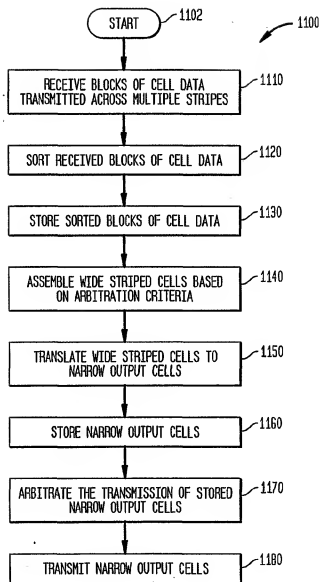 START
1102
1100
RECEIVE BLOCKS OF CELL DATA
TRANSMITTED ACROSS MULTIPLE STRIPES
1110
SORT RECEIVED BLOCKS OF CELL DATA
1120
STORE SORTED BLOCKS OF CELL DATA
1130
ASSEMBLE WIDE STRIPED CELLS BASED
ON ARBITRATION CRITERIA
1140
TRANSLATE WIDE STRIPED CELLS TO
NARROW OUTPUT CELLS
1150
STORE NARROW OUTPUT CELLS
1160
ARBITRATE THE TRANSMISSION OF STORED
NARROW OUTPUT CELLS
1170
TRANSMIT NARROW OUTPUT CELLS
1180